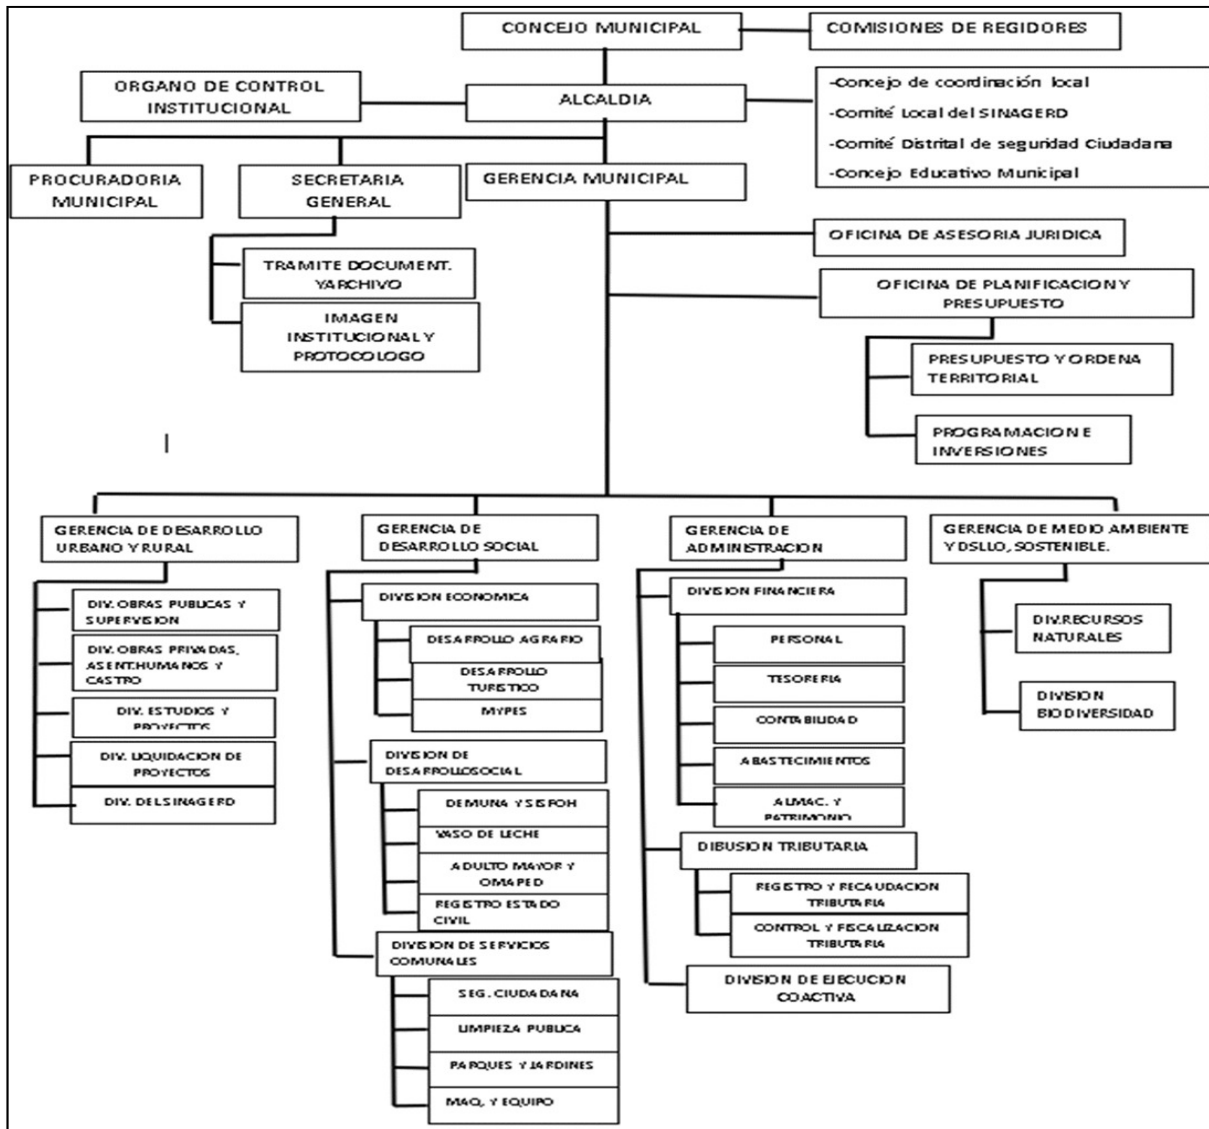 CONCEJO MUNICIPAL
COMISIONES DE REGIDORES
ORGANO DE CONTROL
INSTITUCIONAL
ALCALDIA
-Concejo de coordinación local
-Comité Local del SINAGERD
-Comité Distrital de seguridad Ciudadana
-Concejo Educativo Municipal
PROCURADORIA
MUNICIPAL
SECRETARIA
GENERAL
GERENCIA MUNICIPAL
TRAMITE DOCUMENT.
YARCHIVO
IMAGEN
INSTITUCIONAL Y
PROTOCOLOGO
OFICINA DE ASESORIA JURIDICA
OFICINA DE PLANIFICACION Y
PRESUPUESTO
PRESUPUESTO Y ORDENA
TERRITORIAL
PROGRAMACION E
INVERSIONES
GERENCIA DE DESARROLLO
URBANO Y RURAL
DIV. OBRAS PUBLICAS Y
SUPERVISION
DIV. OBRAS PRIVADAS,
ASENT.HUMANOS Y
CASTRO
DIV. ESTUDIOS Y
PROYECTOS
DIV. LIQUIDACION DE
PROYECTOS
DIV. DEL SINAGERD
GERENCIA DE
DESARROLLO SOCIAL
DIVISION ECONOMICA
DESARROLLO AGRARIO
DESARROLLO
TURISTICO
MYPES
DIVISION DE
DESARROLLOSOCIAL
DEMUNA Y SISFOH
VASO DE LECHE
ADULTO MAYOR Y
OMAPED
REGISTRO ESTADO
CIVIL
DIVISION DE SERVICIOS
COMUNALES
SEG. CIUDADANA
LIMPIEZA PUBLICA
PARQUES Y JARDINES
MAQ. Y EQUIPO
GERENCIA DE
ADMINISTRACION
DIVISION FINANCIERA
PERSONAL
TESORERIA
CONTABILIDAD
ABASTECIMIENTOS
ALMAC. Y
PATRIMONIO
DIBUSION TRIBUTARIA
REGISTRO Y RECAUDACION
TRIBUTARIA
CONTROL Y FISCALIZACION
TRIBUTARIA
DIVISION DE EJECUCION
COACTIVA
GERENCIA DE MEDIO AMBIENTE
Y DSLLO, SOSTENIBLE.
DIV.RECURSOS
NATURALES
DIVISION
BIODIVERSIDAD